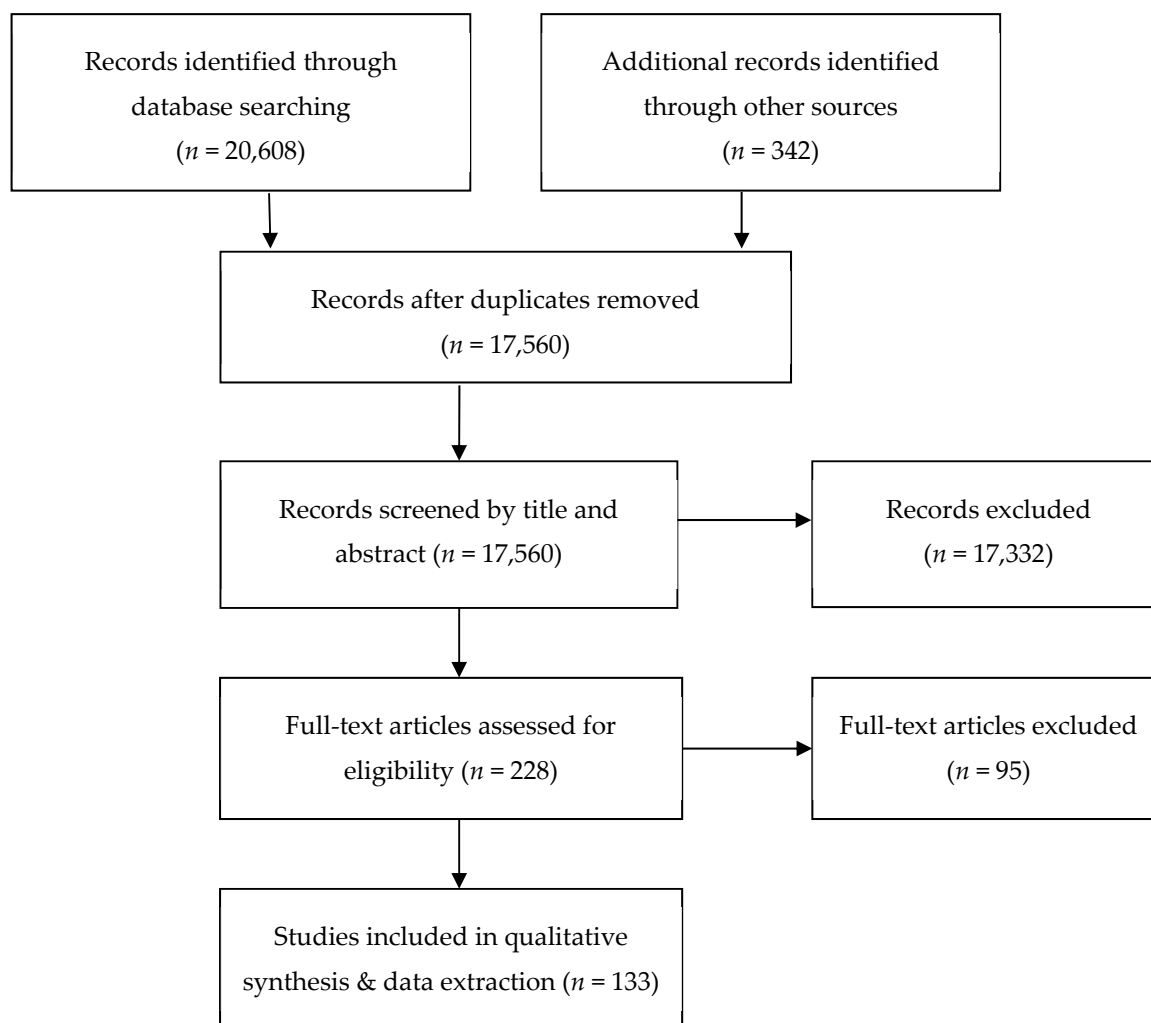 Records identified through
database searching
(n = 20,608)
Additional records identified
through other sources
(n = 342)
Records after duplicates removed
(n = 17,560)
Records screened by title and
abstract (n = 17,560)
Records excluded
(n = 17,332)
Full-text articles assessed for
eligibility (n = 228)
Full-text articles excluded
(n = 95)
Studies included in qualitative
synthesis & data extraction (n = 133)